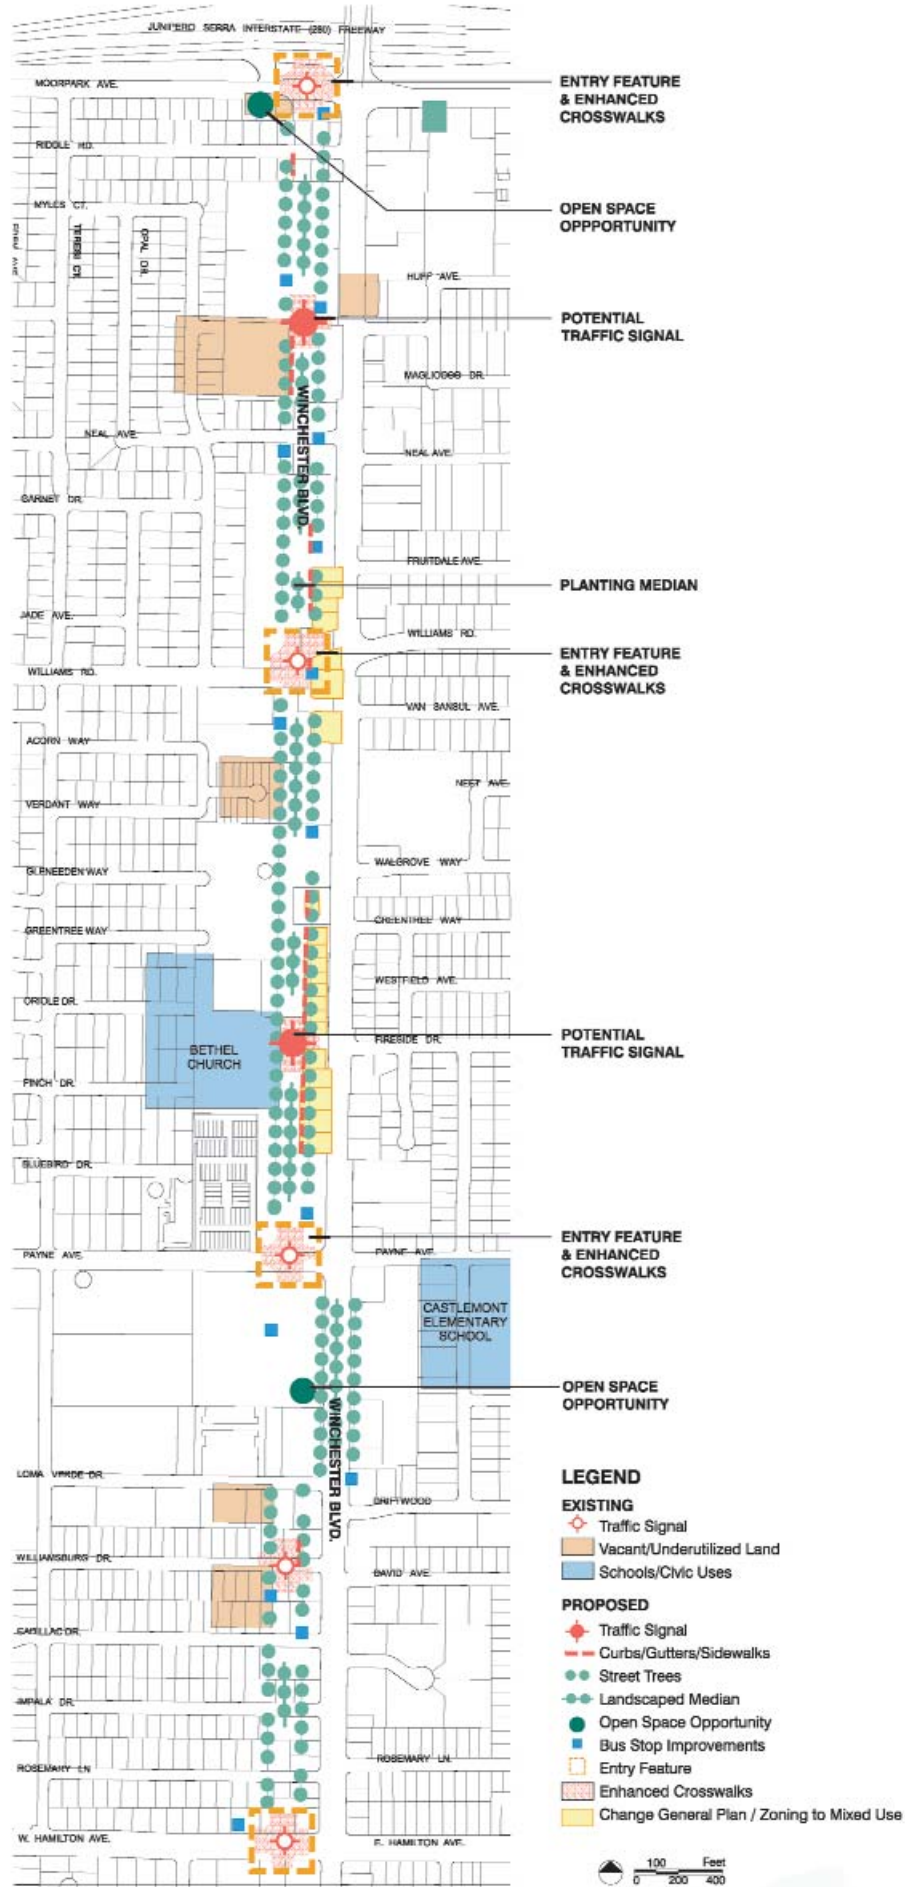 JUNIPERO SERRA INTERSTATE (280) FREEWAY
MOORPARK AVE.
ENTRY FEATURE
& ENHANCED
CROSSWALKS
RIDDLE RD.
MYLES CT.
OPEN SPACE
OPPPORTUNITY
TERESI CT.
OPAL DR.
HUFF AVE.
POTENTIAL
TRAFFIC SIGNAL
MAGLIOCCO DR.
WINCHESTER BLVD.
NEAL AVE.
NEAL AVE.
GARNET DR.
FRUITDALE AVE.
PLANTING MEDIAN
JADE AVE.
WILLIAMS RD.
ENTRY FEATURE
& ENHANCED
CROSSWALKS
WILLIAMS RD.
VAN SANSUL AVE.
ACORN WAY
NEET AVE.
VERDANT WAY
WALGROVE WAY
GLENEEDEN WAY
GREENTREE WAY
GREENTREE WAY
WESTFIELD AVE.
ORIOLE DR.
POTENTIAL
TRAFFIC SIGNAL
FIRESIDE DR.
BETHEL
CHURCH
FINCH DR.
BLUEBIRD DR.
ENTRY FEATURE
& ENHANCED
CROSSWALKS
PAYNE AVE.
PAYNE AVE.
CASTLEMONT
ELEMENTARY
SCHOOL
OPEN SPACE
OPPORTUNITY
WINCHESTER BLVD.
LOMA VERDE DR.
DRIFTWOOD
WILLIAMSBURG DR.
DAVID AVE.
CADILLAC DR.
IMPALA DR.
ROSEMARY LN.
ROSEMARY LN
W. HAMILTON AVE.
E. HAMILTON AVE.
LEGEND
EXISTING
Traffic Signal
Vacant/Underutilized Land
Schools/Civic Uses
PROPOSED
Traffic Signal
Curbs/Gutters/Sidewalks
Street Trees
Landscaped Median
Open Space Opportunity
Bus Stop Improvements
Entry Feature
Enhanced Crosswalks
Change General Plan / Zoning to Mixed Use
100 Feet
0 200 400